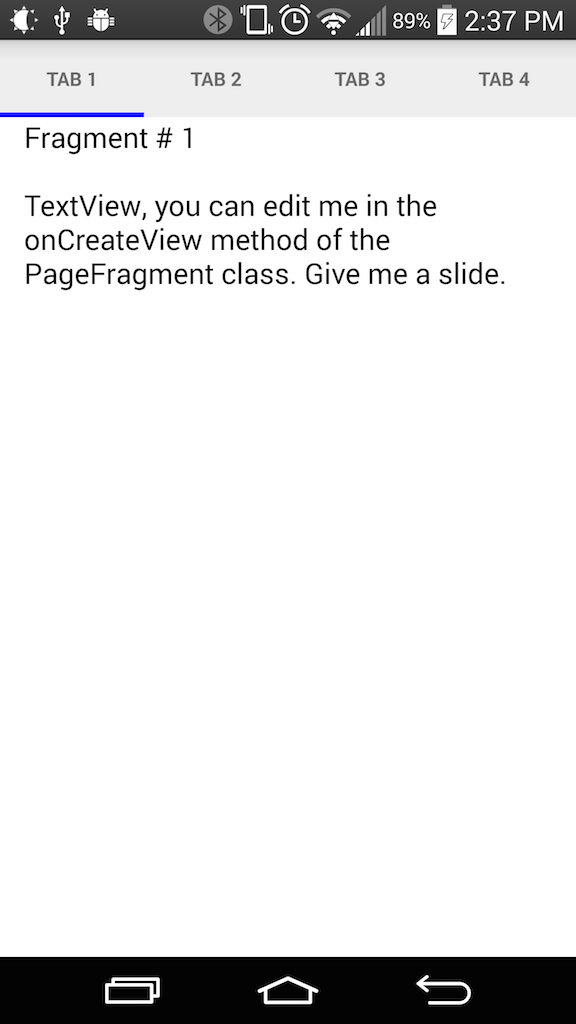 89% 2:37 PM
TAB 1 TAB 2 TAB 3 TAB 4
Fragment # 1
TextView, you can edit me in the
onCreateView method of the
PageFragment class. Give me a slide.